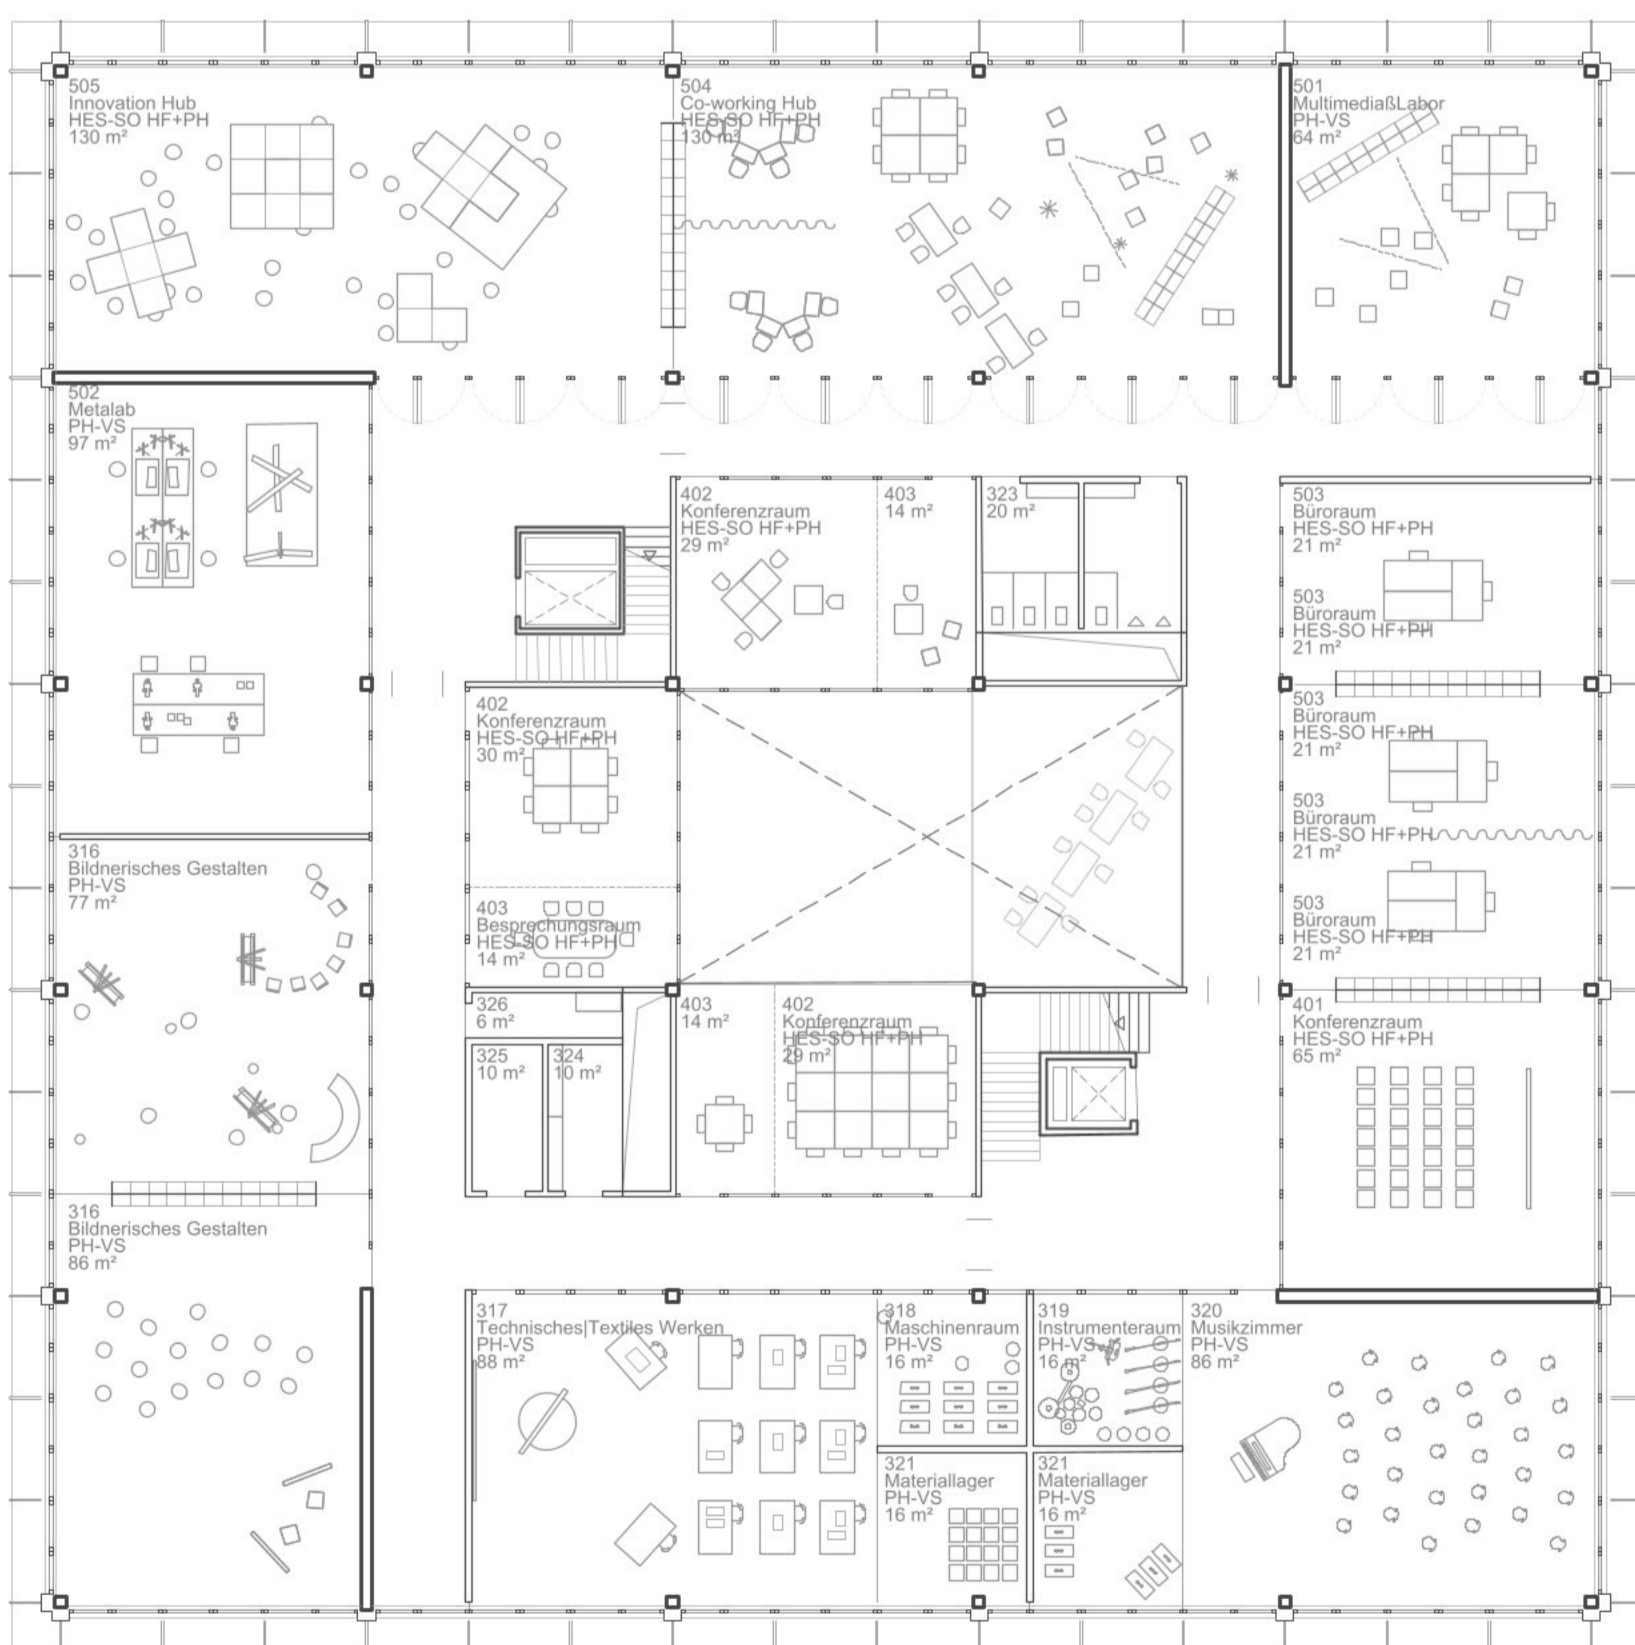 505
Innovation Hub
HES-SO HF+PH
130 m²
504
Co-working Hub
HES-SO HF+PH
130 m²
501
MultimediaßLabor
PH-VS
64 m²
502
Metalab
PH-VS
97 m²
402
Konferenzraum
HES-SO HF+PH
29 m²
403
14 m²
323
20 m²
503
Büroraum
HES-SO HF+PH
21 m²
503
Büroraum
HES-SO HF+PH
21 m²
402
Konferenzraum
HES-SO HF+PH
30 m²
503
Büroraum
HES-SO HF+PH
21 m²
503
Büroraum
HES-SO HF+PH
21 m²
316
Bildnerisches Gestalten
PH-VS
77 m²
403
Besprechungsraum
HES-SO HF+PH
14 m²
503
Büroraum
HES-SO HF+PH
21 m²
326
6 m²
403
14 m²
402
Konferenzraum
HES-SO HF+PH
29 m²
401
Konferenzraum
HES-SO HF+PH
65 m²
325
10 m²
324
10 m²
316
Bildnerisches Gestalten
PH-VS
86 m²
317
Technisches|Textiles Werken
PH-VS
88 m²
318
Maschinenraum
PH-VS
16 m²
319
Instrumenteraum
PH-VS
16 m²
320
Musikzimmer
PH-VS
86 m²
321
Materiallager
PH-VS
16 m²
321
Materiallager
PH-VS
16 m²